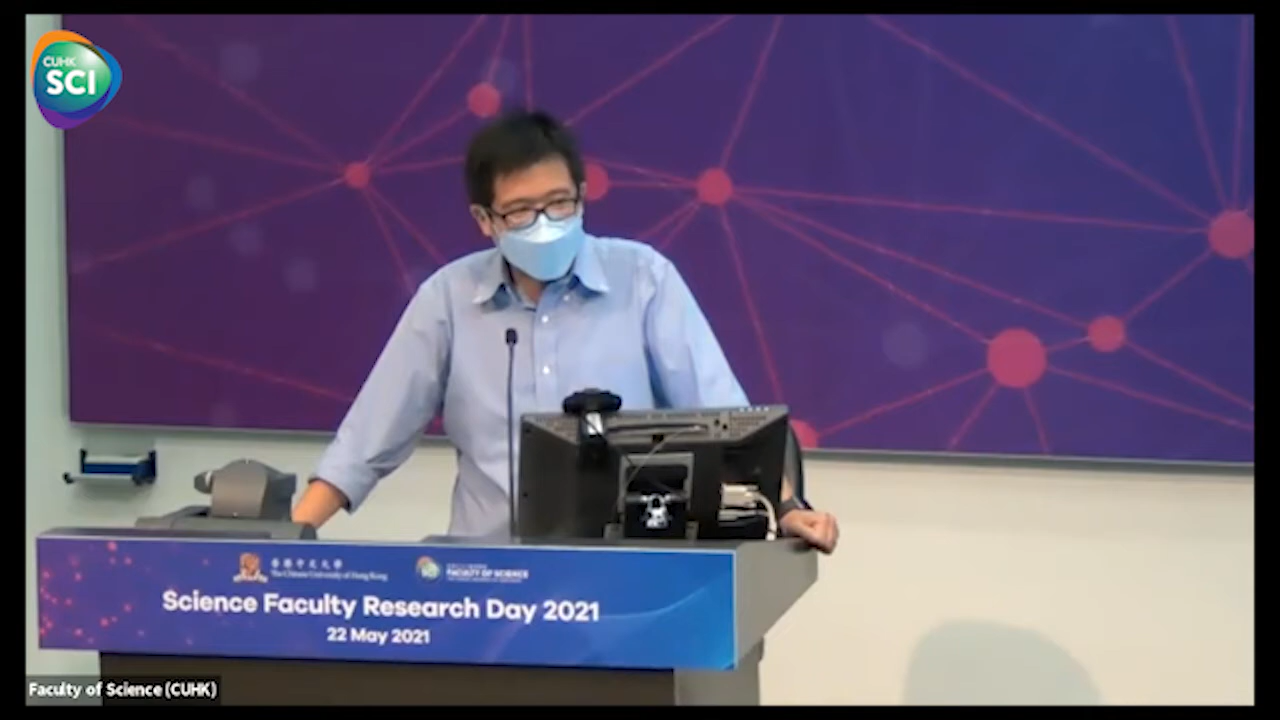 CUHK
SCI
香港中文大學
The Chinese University of Hong Kong
FACULTY OF SCIENCE
Science Faculty Research Day 2021
22 May 2021
Faculty of Science (CUHK)